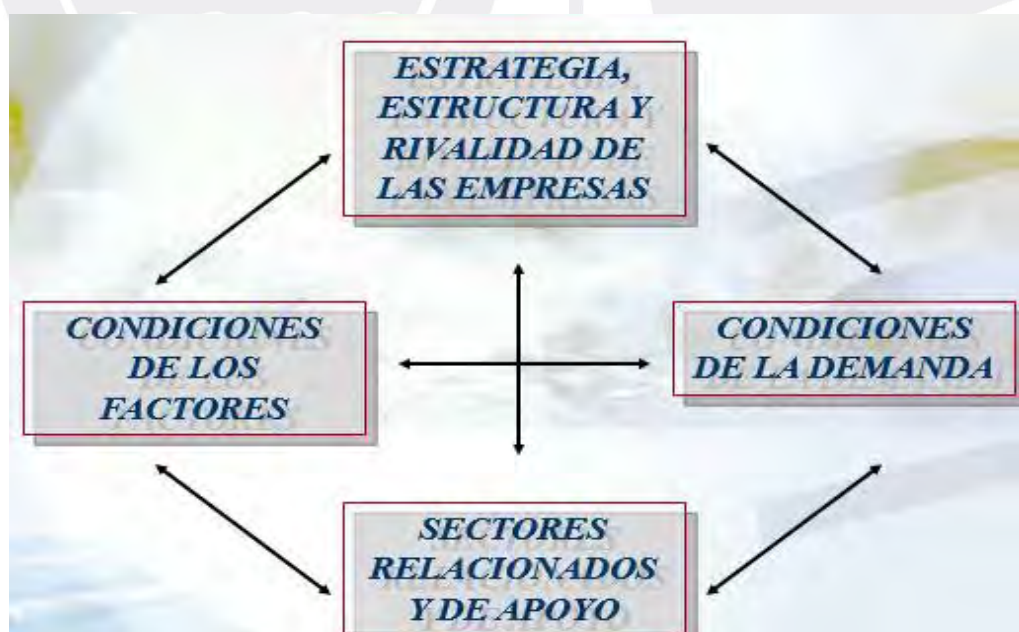 ESTRATEGIA,
ESTRUCTURA Y
RIVALIDAD DE
LAS EMPRESAS
CONDICIONES
DE LOS
FACTORES
CONDICIONES
DE LA DEMANDA
SECTORES
RELACIONADOS
Y DE APOYO